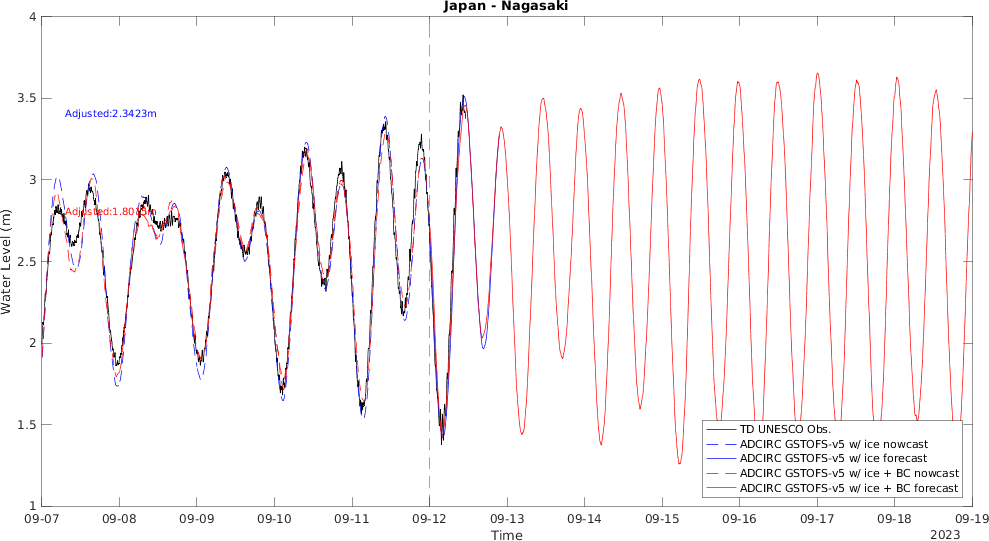 Japan - Nagasaki
Water Level (m)
4
3.5
3
2.5
2
1.5
1
Adjusted:2.3423m
TD UNESCO Obs.
ADCIRC GSTOFS-v5 w/ ice nowcast
ADCIRC GSTOFS-v5 w/ ice forecast
ADCIRC GSTOFS-v5 w/ ice + BC nowcast
ADCIRC GSTOFS-v5 w/ ice + BC forecast
09-07 09-08 09-09 09-10 09-11 09-12 09-13 09-14 09-15 09-16 09-17 09-18 09-19
Time
2023